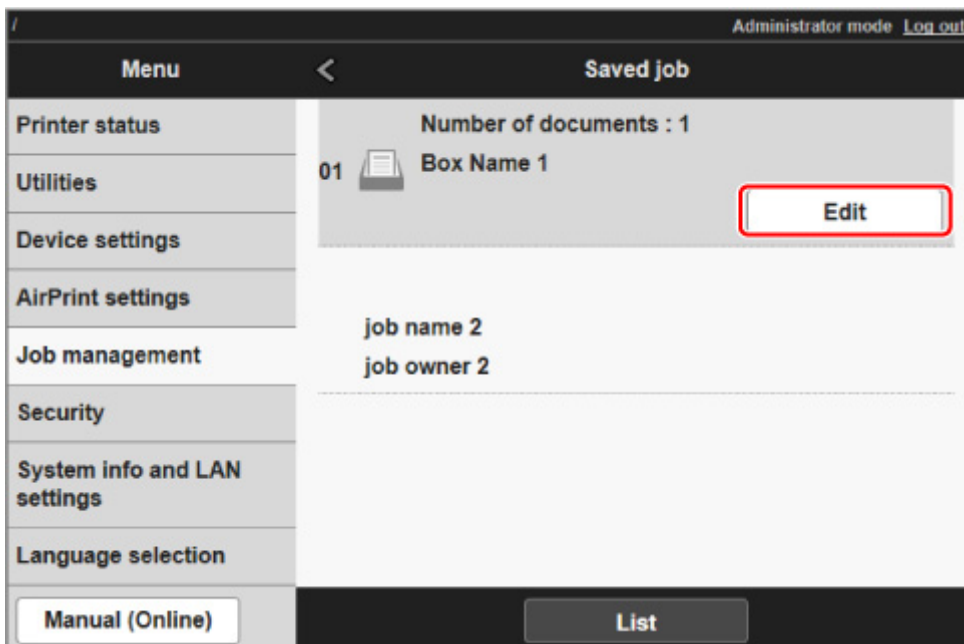 /
Administrator mode Log out
Menu
Saved job
Printer status
Utilities
Device settings
AirPrint settings
Job management
Security
System info and LAN
settings
Language selection
Manual (Online)
Number of documents : 1
01
Box Name 1
Edit
job name 2
job owner 2
List